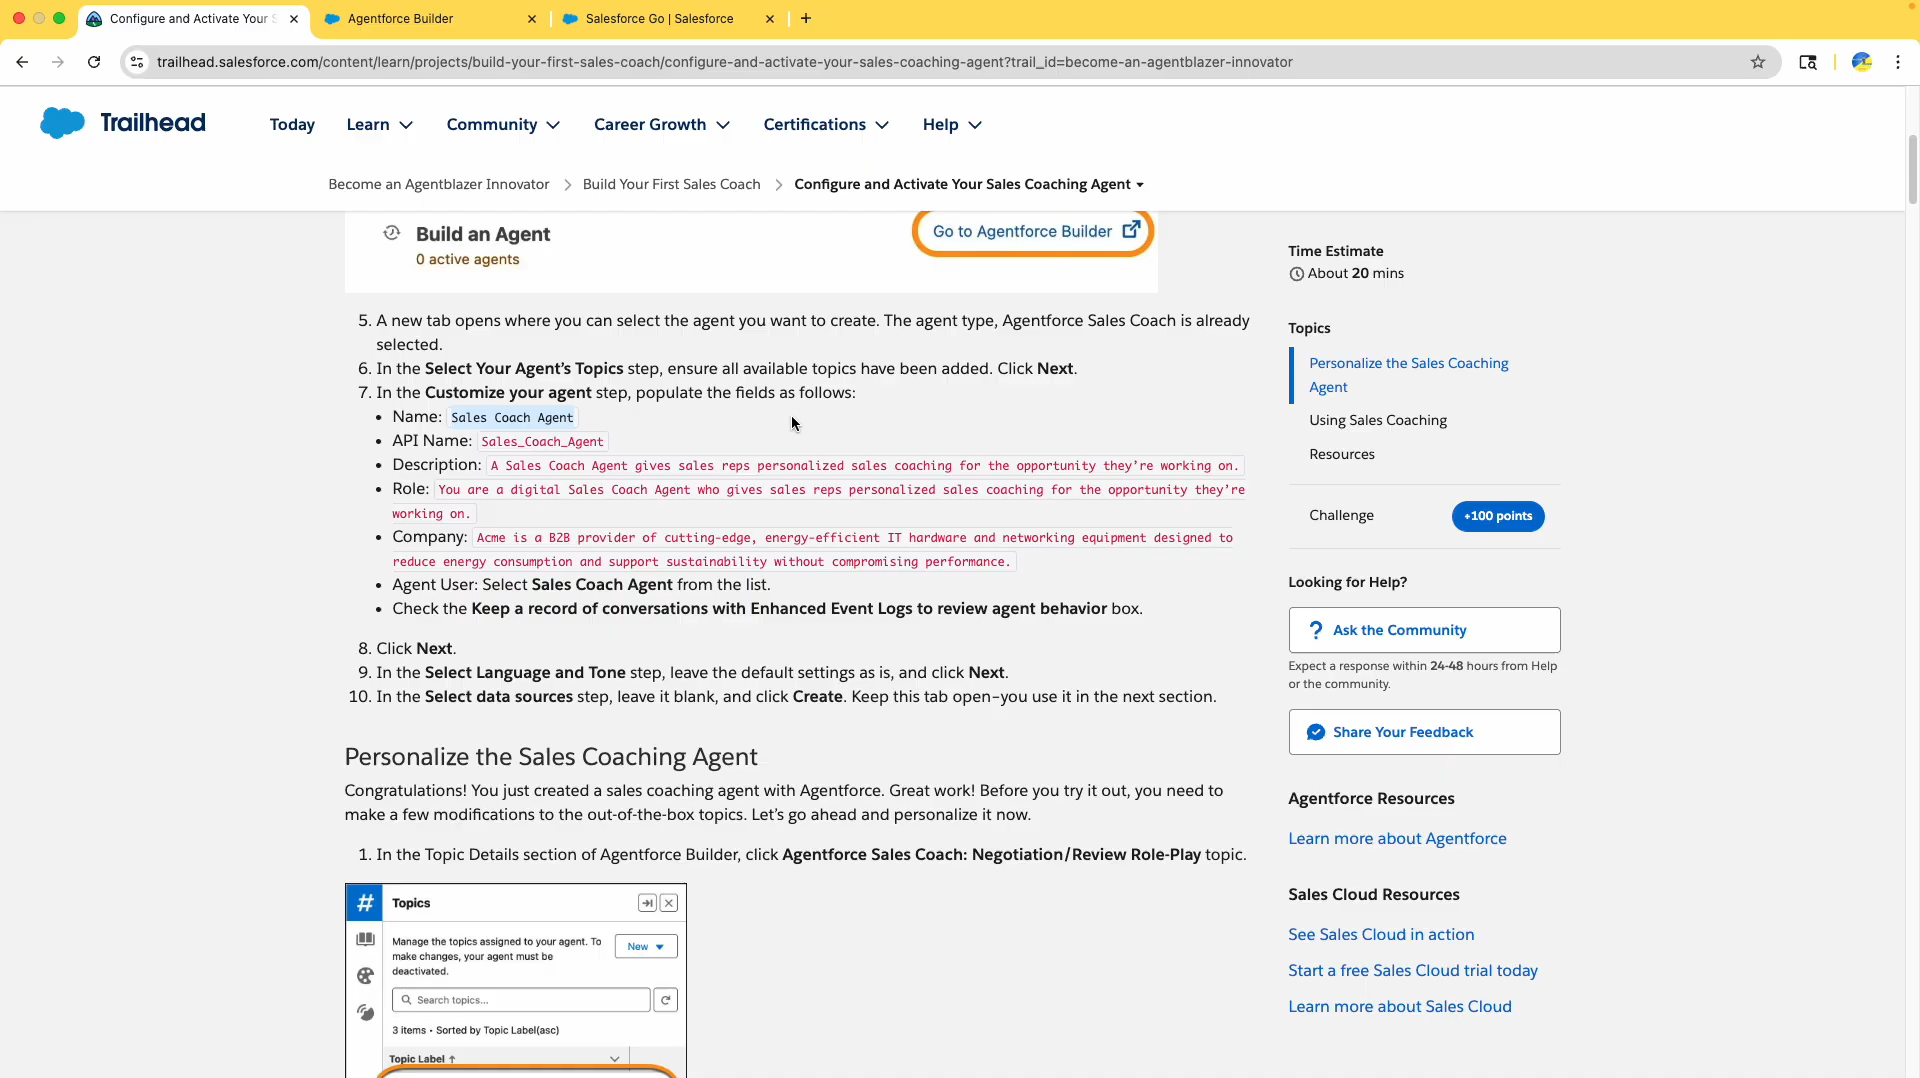 Configure and Activate Your S
Agentforce Builder
Salesforce Go | Salesforce
trailhead.salesforce.com/content/learn/projects/build-your-first-sales-coach/configure-and-activate-your-sales-coaching-agent?trail_id=become-an-agentblazer-innovator
Trailhead
Today
Learn
Community
Career Growth
Certifications
Help
Become an Agentblazer Innovator
Build Your First Sales Coach
Configure and Activate Your Sales Coaching Agent
Build an Agent
0 active agents
Go to Agentforce Builder
5. A new tab opens where you can select the agent you want to create. The agent type, Agentforce Sales Coach is already
selected.
6. In the Select Your Agent’s Topics step, ensure all available topics have been added. Click Next.
7. In the Customize your agent step, populate the fields as follows:
• Name: Sales Coach Agent
• API Name: Sales_Coach_Agent
• Description: A Sales Coach Agent gives sales reps personalized sales coaching for the opportunity they’re working on.
• Role: You are a digital Sales Coach Agent who gives sales reps personalized sales coaching for the opportunity they’re
working on.
• Company: Acme is a B2B provider of cutting-edge, energy-efficient IT hardware and networking equipment designed to
reduce energy consumption and support sustainability without compromising performance.
• Agent User: Select Sales Coach Agent from the list.
• Check the Keep a record of conversations with Enhanced Event Logs to review agent behavior box.
8. Click Next.
9. In the Select Language and Tone step, leave the default settings as is, and click Next.
10. In the Select data sources step, leave it blank, and click Create. Keep this tab open–you use it in the next section.
Personalize the Sales Coaching Agent
Congratulations! You just created a sales coaching agent with Agentforce. Great work! Before you try it out, you need to
make a few modifications to the out-of-the-box topics. Let’s go ahead and personalize it now.
1. In the Topic Details section of Agentforce Builder, click Agentforce Sales Coach: Negotiation/Review Role-Play topic.
Topics
Manage the topics assigned to your agent. To
make changes, your agent must be
deactivated.
New
Search topics...
3 items • Sorted by Topic Label(asc)
Topic Label ↑
Time Estimate
About 20 mins
Topics
Personalize the Sales Coaching
Agent
Using Sales Coaching
Resources
Challenge
+100 points
Looking for Help?
Ask the Community
Expect a response within 24-48 hours from Help
or the community.
Share Your Feedback
Agentforce Resources
Learn more about Agentforce
Sales Cloud Resources
See Sales Cloud in action
Start a free Sales Cloud trial today
Learn more about Sales Cloud